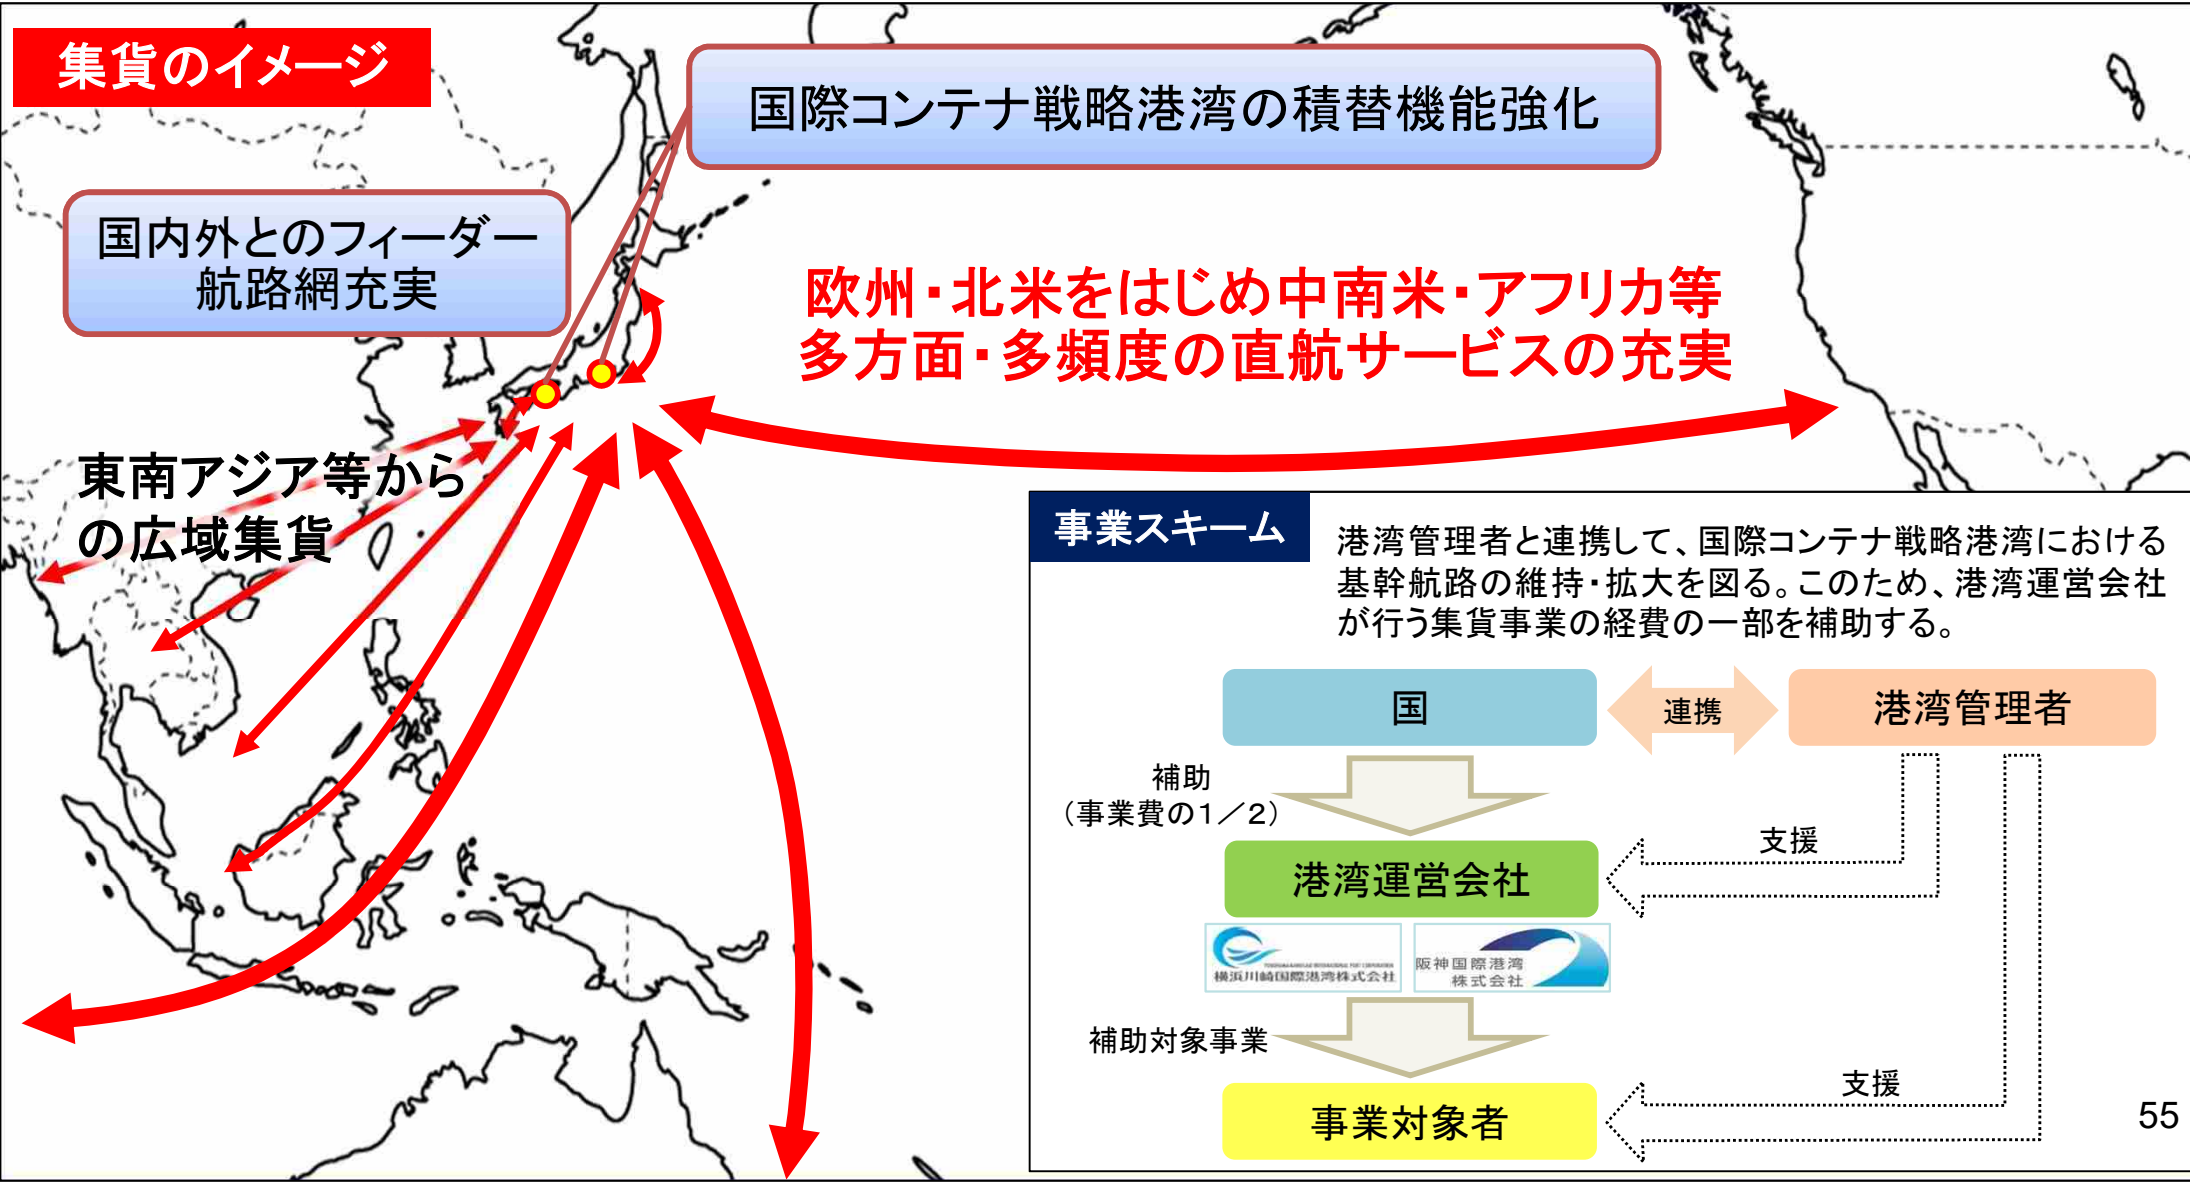 集貨のイメージ
国際コンテナ戦略港湾の積替機能強化
国内外とのフィーダー
航路網充実
欧州・北米をはじめ中南米・アフリカ等
多方面・多頻度の直航サービスの充実
東南アジア等から
の広域集貨
事業スキーム
港湾管理者と連携して、国際コンテナ戦略港湾における
基幹航路の維持・拡大を図る。このため、港湾運営会社
が行う集貨事業の経費の一部を補助する。
国
連携
港湾管理者
補助
（事業費の1／2）
支援
港湾運営会社
横浜川崎国際港湾株式会社
阪神国際港湾
株式会社
補助対象事業
支援
事業対象者
55